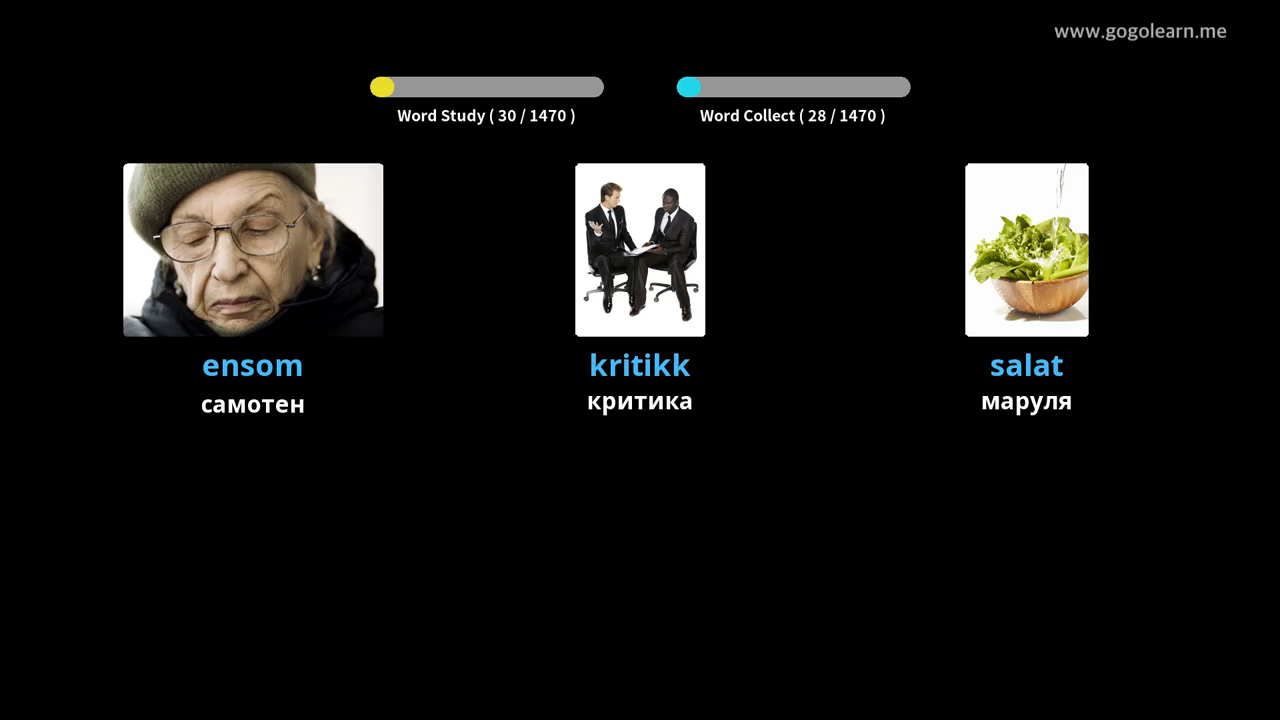 www.gogolearn.me
Word Study ( 30 / 1470 )
Word Collect ( 28 / 1470 )
ensom
kritikk
salat
самотен
критика
маруля